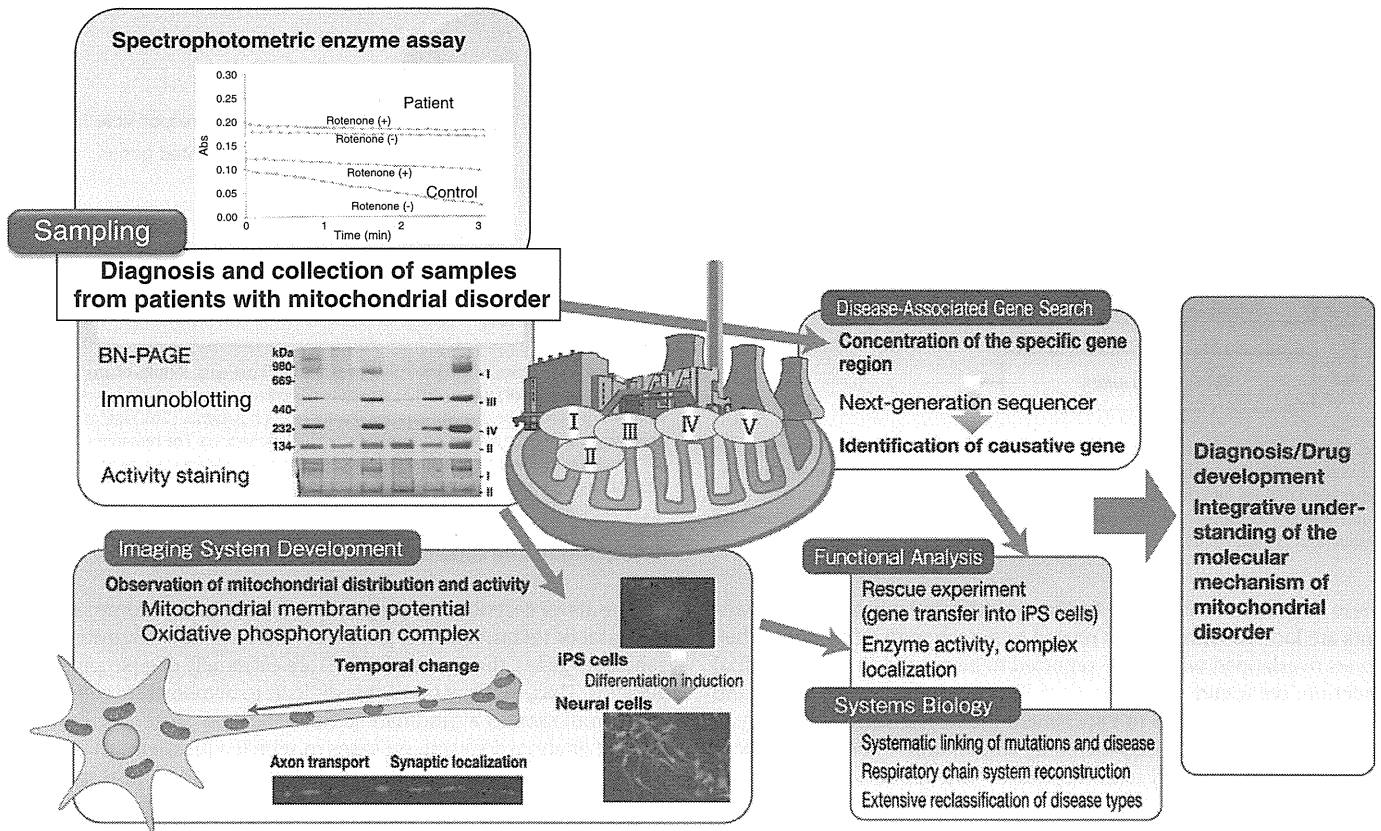 Spectrophotometric enzyme assay
0.30
0.25
0.20
0.15
0.10
0.05
0.00
Abs
Patient
Rotenone (+)
Rotenone (-)
Rotenone (+)
Control
Rotenone (-)
0
1
2
3
Time (min)
Sampling
Diagnosis and collection of samples
from patients with mitochondrial disorder
BN-PAGE
Immunoblotting
Activity staining
kDa
980-
669-
440-
232-
134-
- I
- III
- IV
- II
- I
- II
I
II
III
IV
V
Disease-Associated Gene Search
Concentration of the specific gene
region
Next-generation sequencer
Identification of causative gene
Imaging System Development
Observation of mitochondrial distribution and activity
Mitochondrial membrane potential
Oxidative phosphorylation complex
Temporal change
Axon transport
Synaptic localization
iPS cells
Differentiation induction
Neural cells
Functional Analysis
Rescue experiment
(gene transfer into iPS cells)
Enzyme activity, complex
localization
Systems Biology
Systematic linking of mutations and disease
Respiratory chain system reconstruction
Extensive reclassification of disease types
Diagnosis/Drug
development
Integrative under-
standing of the
molecular
mechanism of
mitochondrial
disorder